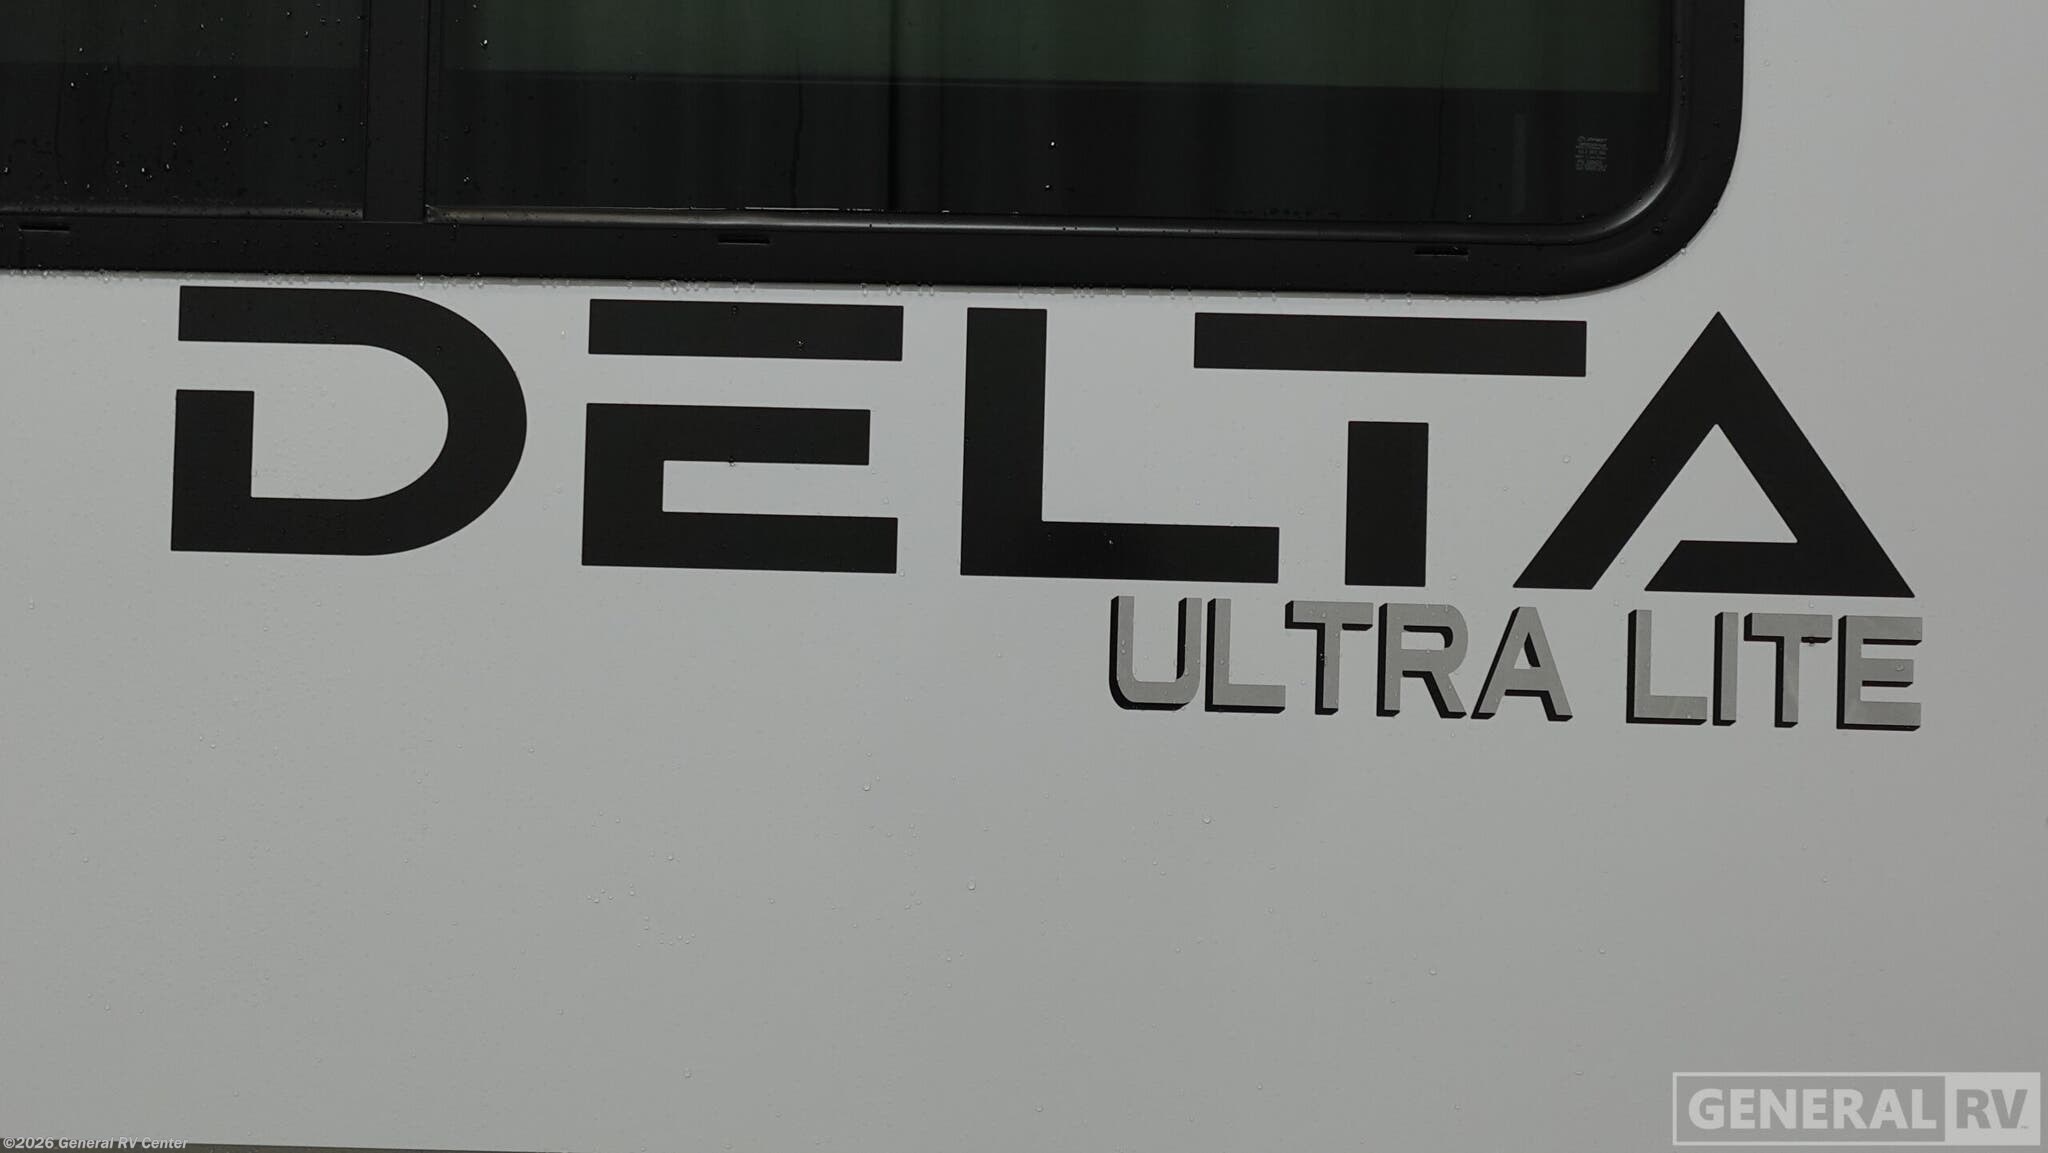 DELTA
ULTRA LITE
GENERAL RV
©2026 General RV Center